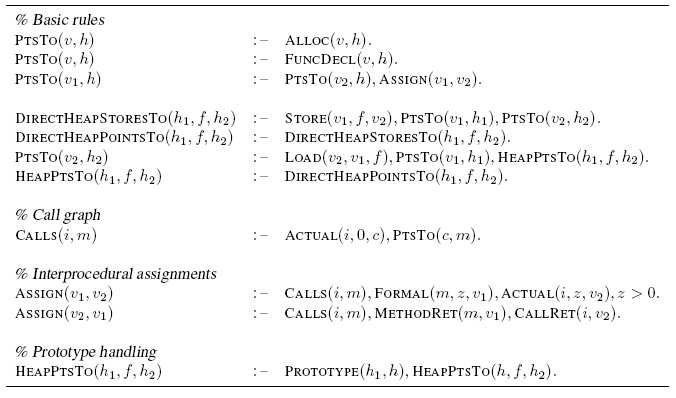 % Basic rules
PtsTo(v, h) :– Alloc(v, h).
PtsTo(v, h) :– FuncDecl(v, h).
PtsTo(v₁, h) :– PtsTo(v₂, h), Assign(v₁, v₂).
DirectHeapStoresTo(h₁, f, h₂) :– Store(v₁, f, v₂), PtsTo(v₁, h₁), PtsTo(v₂, h₂).
DirectHeapPointsTo(h₁, f, h₂) :– DirectHeapStoresTo(h₁, f, h₂).
PtsTo(v₂, h₂) :– Load(v₂, v₁, f), PtsTo(v₁, h₁), HeapPtsTo(h₁, f, h₂).
HeapPtsTo(h₁, f, h₂) :– DirectHeapPointsTo(h₁, f, h₂).
% Call graph
Calls(i, m) :– Actual(i, 0, c), PtsTo(c, m).
% Interprocedural assignments
Assign(v₁, v₂) :– Calls(i, m), Formal(m, z, v₁), Actual(i, z, v₂), z > 0.
Assign(v₂, v₁) :– Calls(i, m), MethodRet(m, v₁), CallRet(i, v₂).
% Prototype handling
HeapPtsTo(h₁, f, h₂) :– Prototype(h₁, h), HeapPtsTo(h, f, h₂).